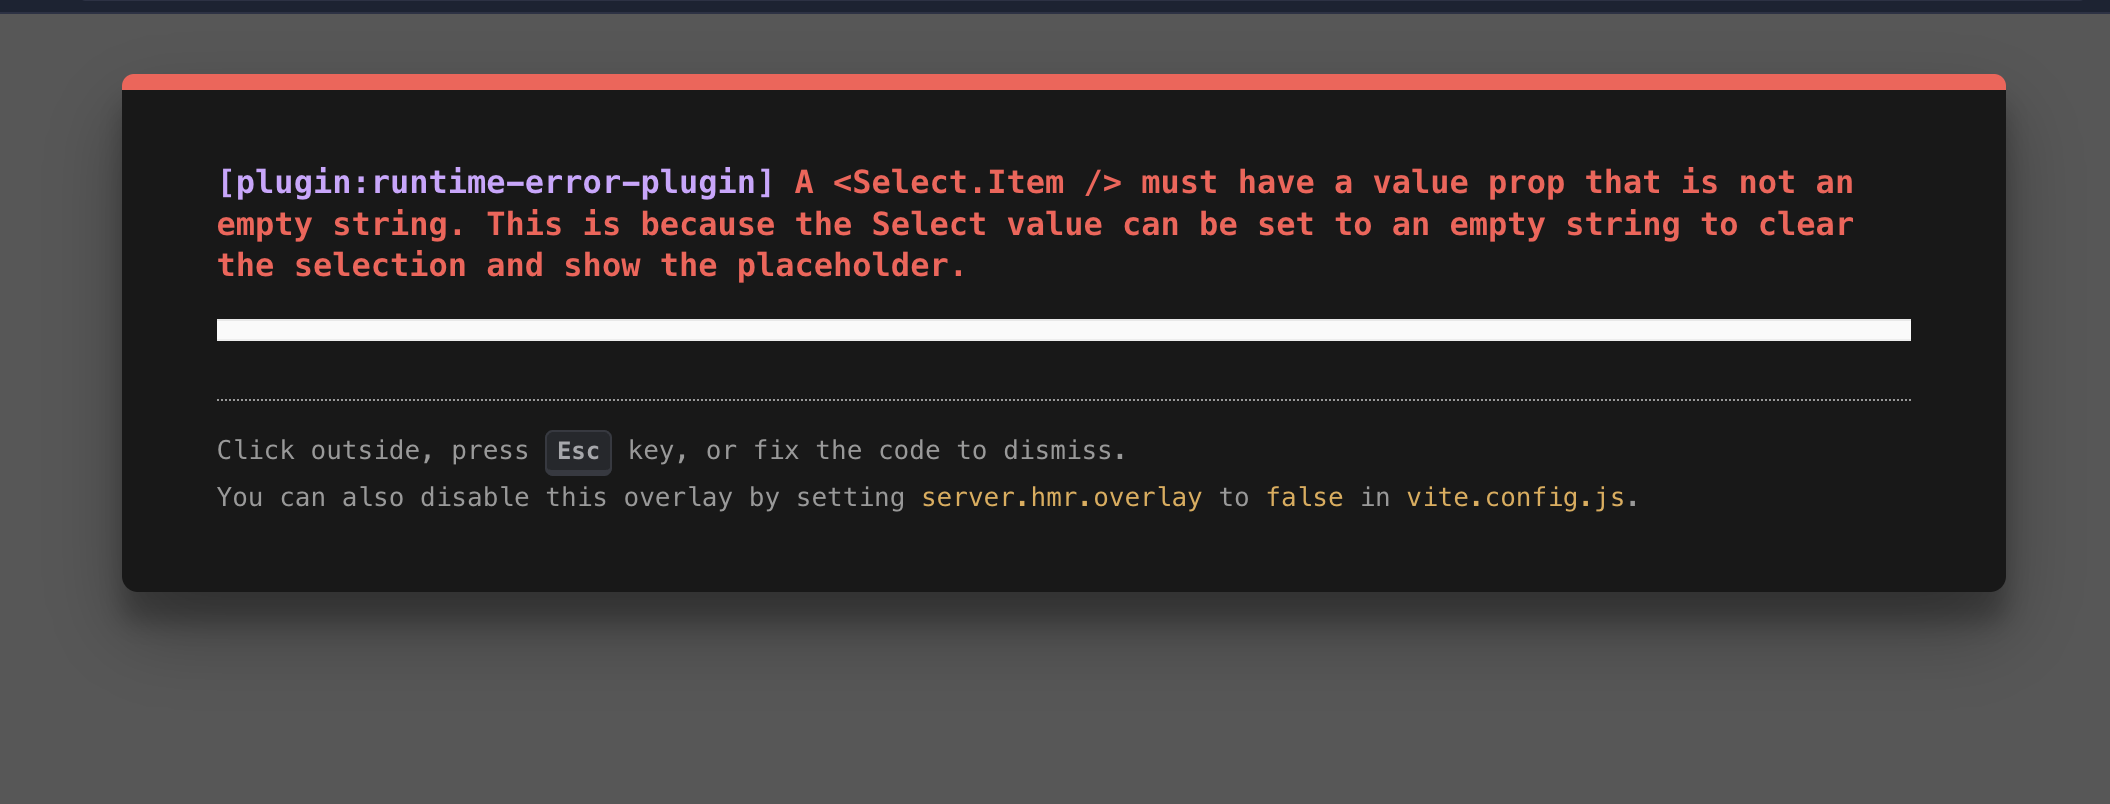 [plugin:runtime-error-plugin] A <Select.Item /> must have a value prop that is not an
empty string. This is because the Select value can be set to an empty string to clear
the selection and show the placeholder.
Click outside, press Esc key, or fix the code to dismiss.
You can also disable this overlay by setting server.hmr.overlay to false in vite.config.js.